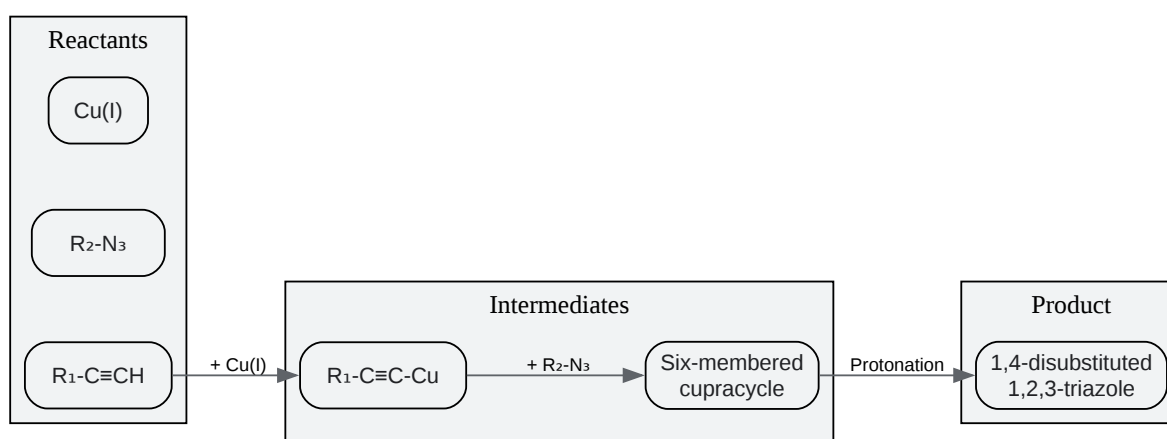 Reactants
Cu(I)
R₂-N₃
R₁-C≡CH
+ Cu(I)
Intermediates
R₁-C≡C-Cu
+ R₂-N₃
Six-membered
cupracycle
Protonation
Product
1,4-disubstituted
1,2,3-triazole